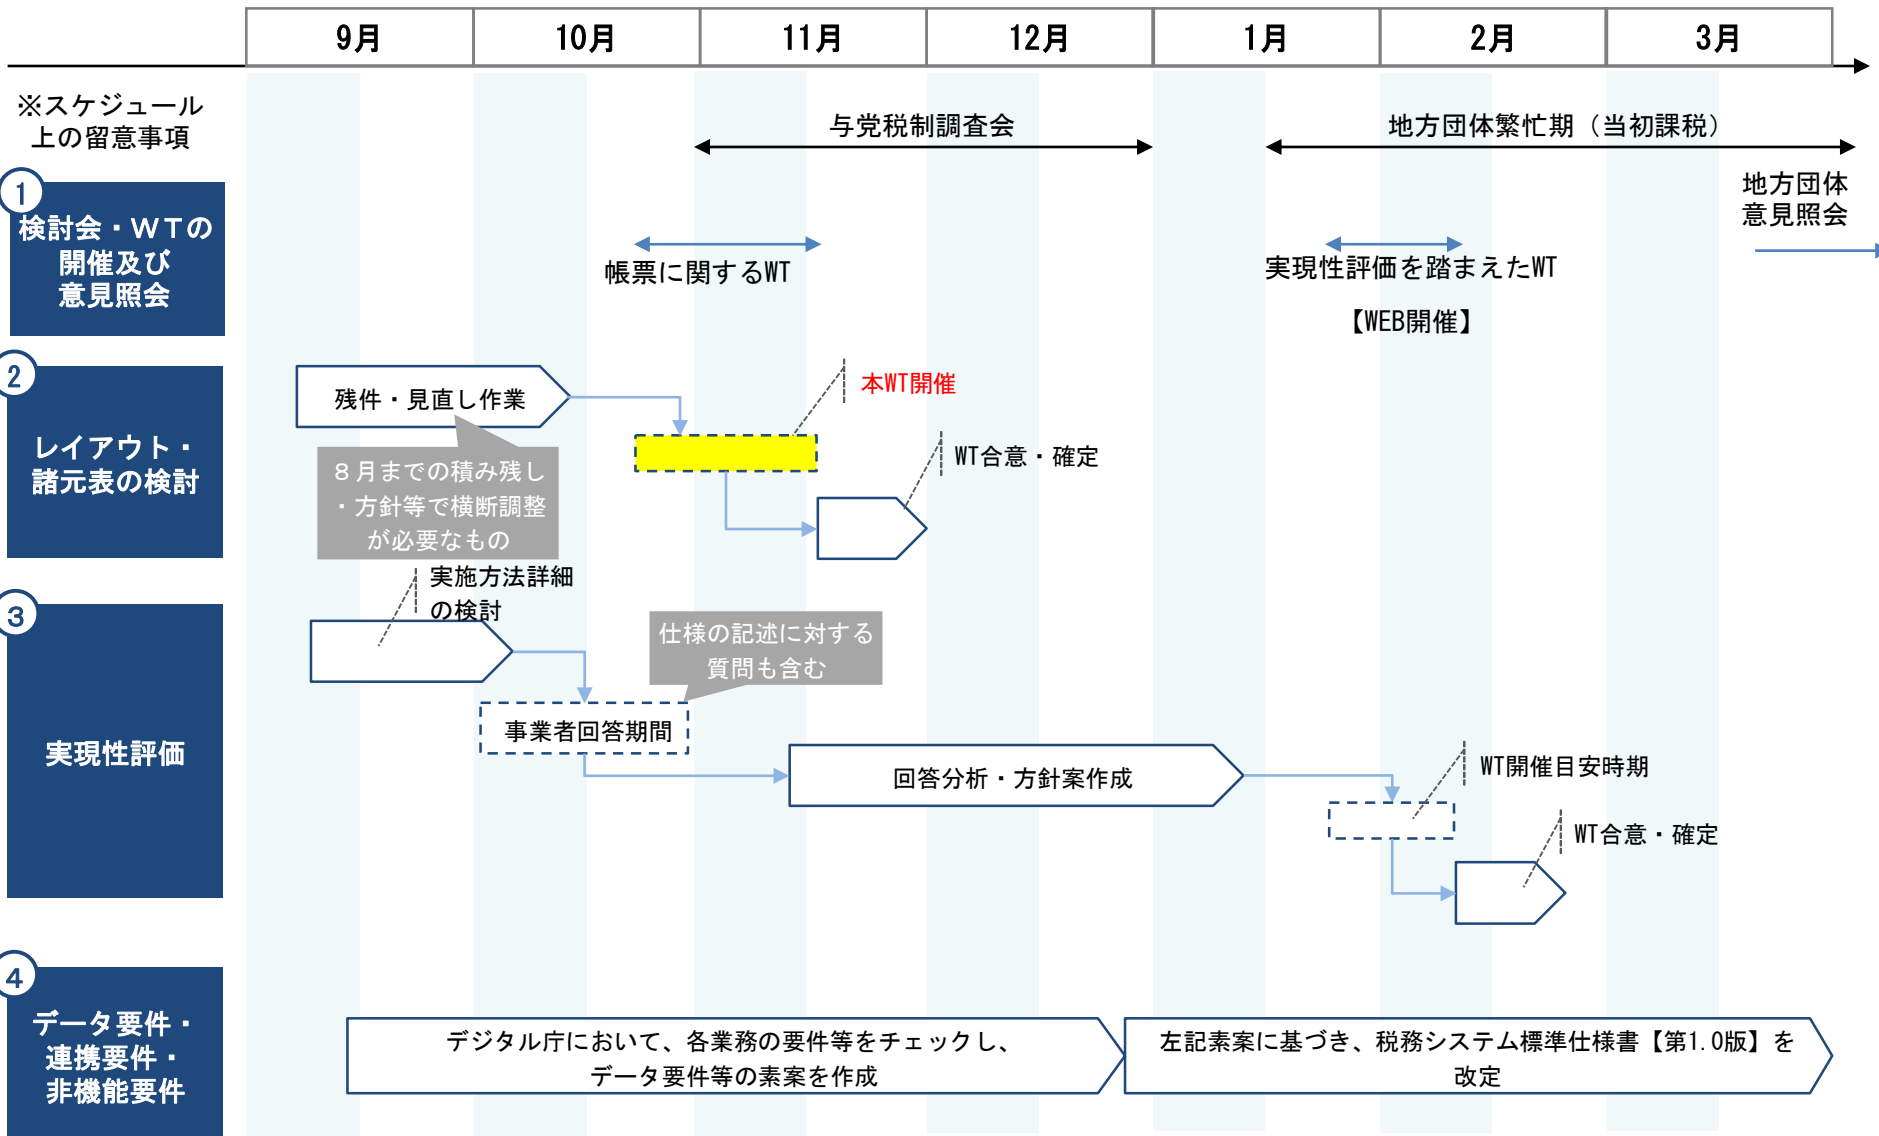 9月
10月
11月
12月
1月
2月
3月
※スケジュール
上の留意事項
与党税制調査会
地方団体繁忙期（当初課税）
1
検討会・ＷＴの
開催及び
意見照会
帳票に関するWT
実現性評価を踏まえたWT
【WEB開催】
地方団体
意見照会
2
レイアウト・
諸元表の検討
残件・見直し作業
８月までの積み残し
・方針等で横断調整
が必要なもの
本WT開催
WT合意・確定
3
実現性評価
実施方法詳細
の検討
仕様の記述に対する
質問も含む
事業者回答期間
回答分析・方針案作成
WT開催目安時期
WT合意・確定
4
データ要件・
連携要件・
非機能要件
デジタル庁において、各業務の要件等をチェックし、
データ要件等の素案を作成
左記素案に基づき、税務システム標準仕様書【第1.0版】を
改定